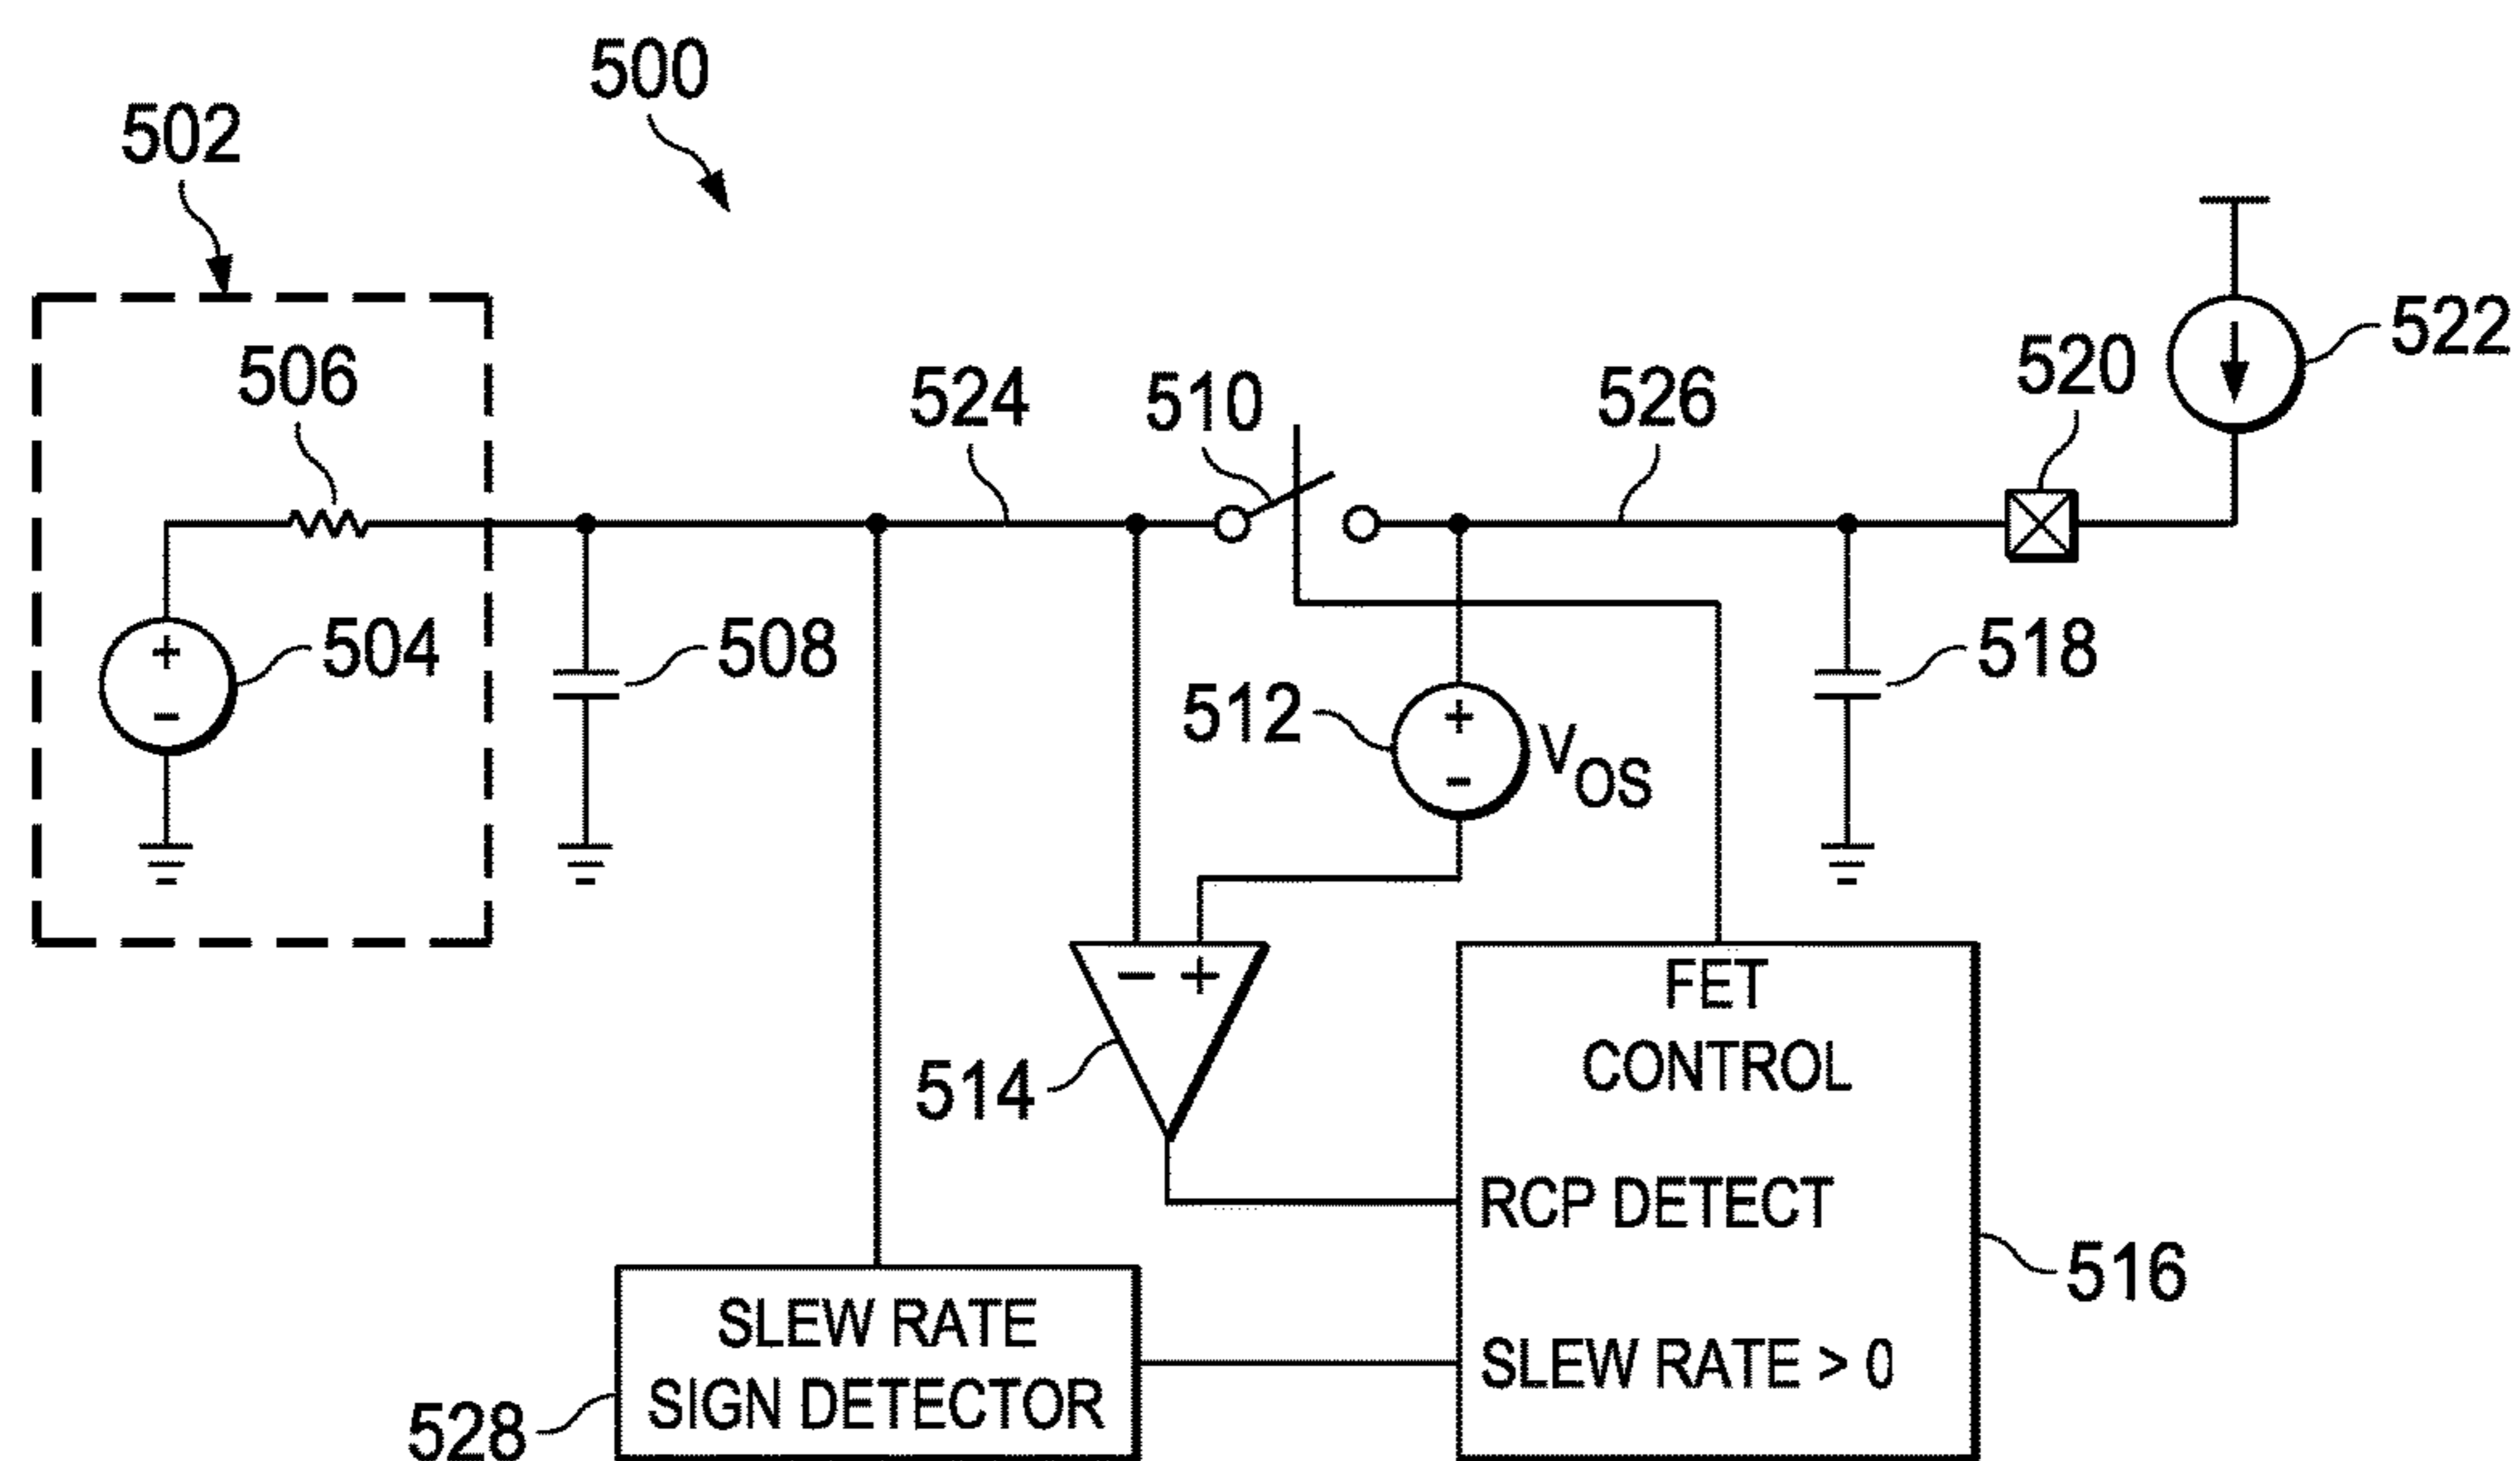 500
502
506
524
510
526
520
522
+
-
504
508
512
+
-
VOS
518
- +
514
FET
CONTROL
RCP DETECT
516
SLEW RATE
SIGN DETECTOR
SLEW RATE > 0
528